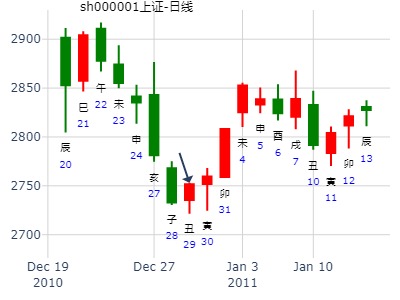 sh000001上证-日线
2900
2850
2800
2750
2700
辰
20
巳
21
午
22
未
23
申
24
亥
27
子
28
丑
29
寅
30
卯
31
未
4
申
5
酉
6
戌
7
丑
10
寅
11
卯
12
辰
13
Dec 19
2010
Dec 27
Jan 3
2011
Jan 10